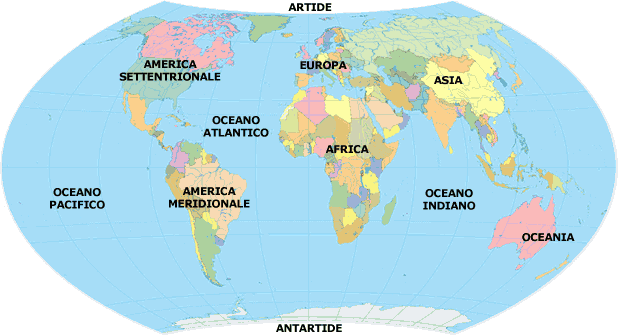 ARTIDE
AMERICA
SETTENTRIONALE
EUROPA
ASIA
OCEANO
ATLANTICO
AFRICA
OCEANO
PACIFICO
AMERICA
MERIDIONALE
OCEANO
INDIANO
OCEANIA
ANTARTIDE